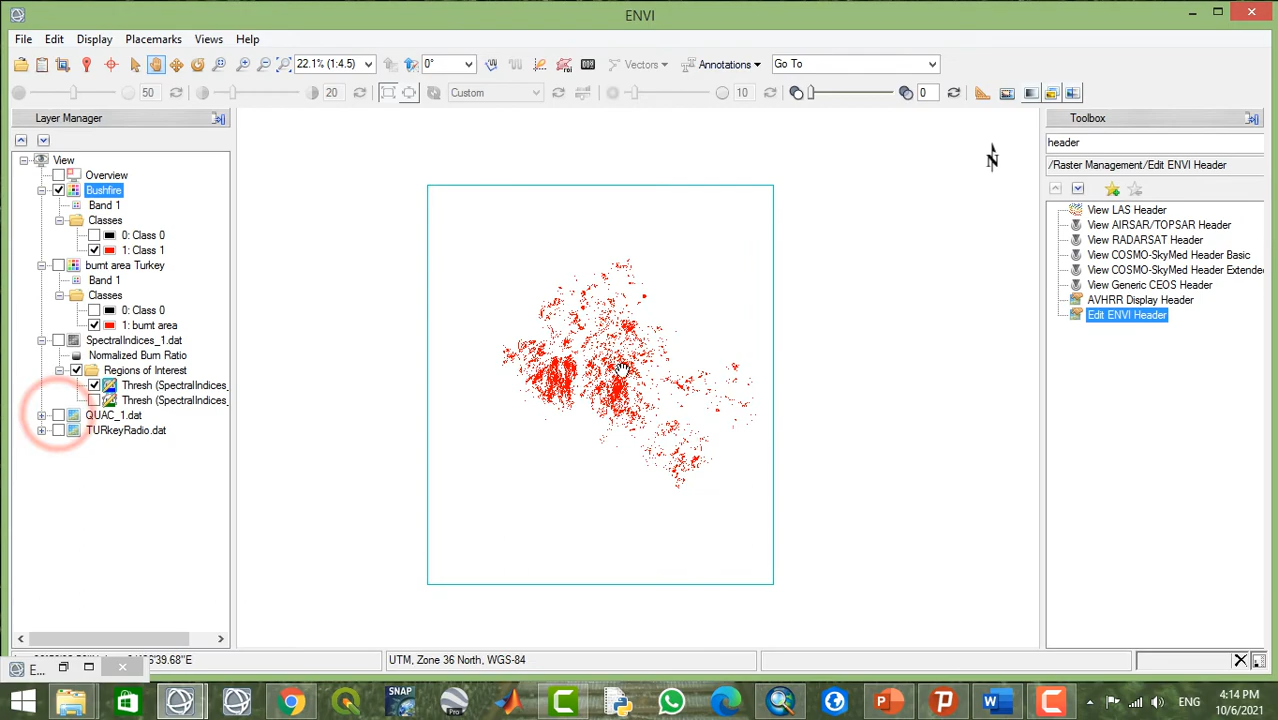 ENVI
File Edit Display Placemarks Views Help
22.1% (1:4.5) 0° Vectors Annotations Go To
50 20 Custom 10 0
Layer Manager
View
Overview
Bushfire
Band 1
Classes
0: Class 0
1: Class 1
burnt area Turkey
Band 1
Classes
0: Class 0
1: burnt area
SpectralIndices_1.dat
Normalized Burn Ratio
Regions of Interest
Thresh (SpectralIndices_
Thresh (SpectralIndices_
QUAC_1.dat
TURkeyRadio.dat
N
Toolbox
header
/Raster Management/Edit ENVI Header
View LAS Header
View AIRSAR/TOPSAR Header
View RADARSAT Header
View COSMO-SkyMed Header Basic
View COSMO-SkyMed Header Extende
View Generic CEOS Header
AVHRR Display Header
Edit ENVI Header
39.68"E
UTM, Zone 36 North, WGS-84
E...
SNAP
ENG
4:14 PM
10/6/2021